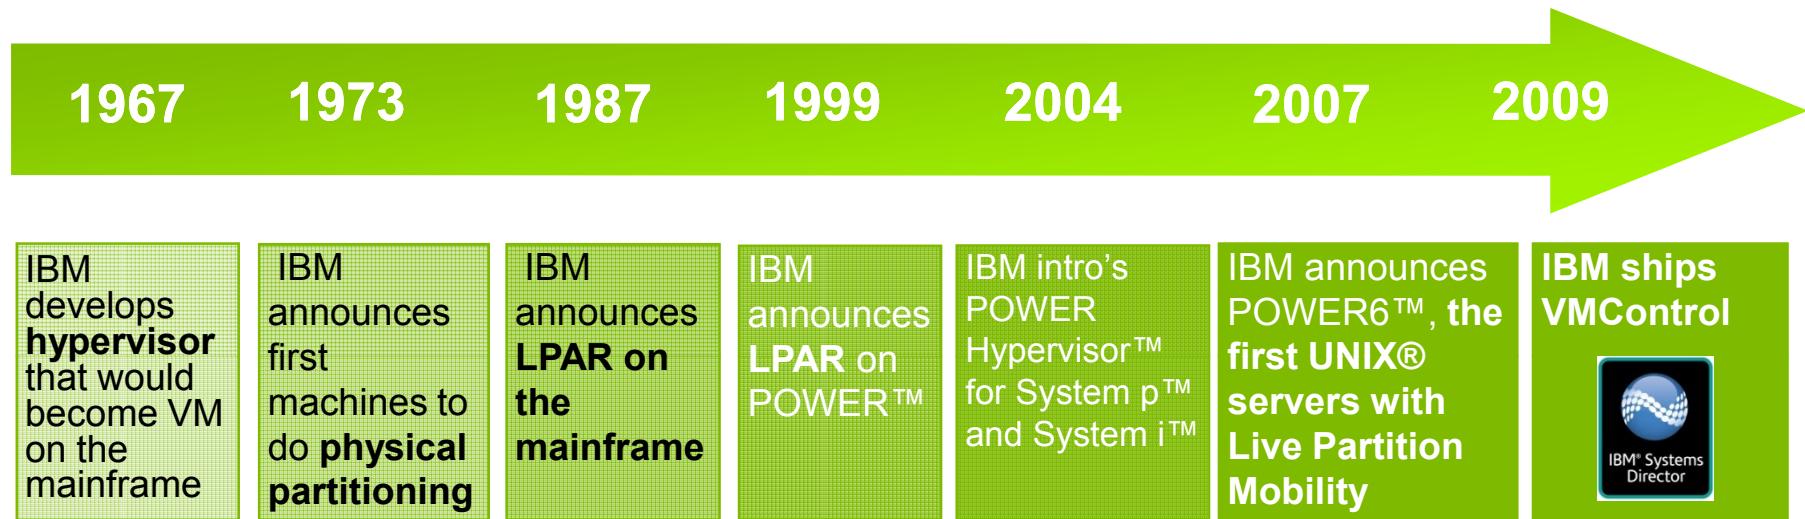 1967 1973 1987 1999 2004 2007 2009
IBM
develops
hypervisor
that would
become VM
on the
mainframe
IBM
announces
first
machines to
do physical
partitioning
IBM
announces
LPAR on
the
mainframe
IBM
announces
LPAR on
POWER™
IBM intro’s
POWER
Hypervisor™
for System p™
and System i™
IBM announces
POWER6™, the
first UNIX®
servers with
Live Partition
Mobility
IBM ships
VMControl
IBM® Systems
Director